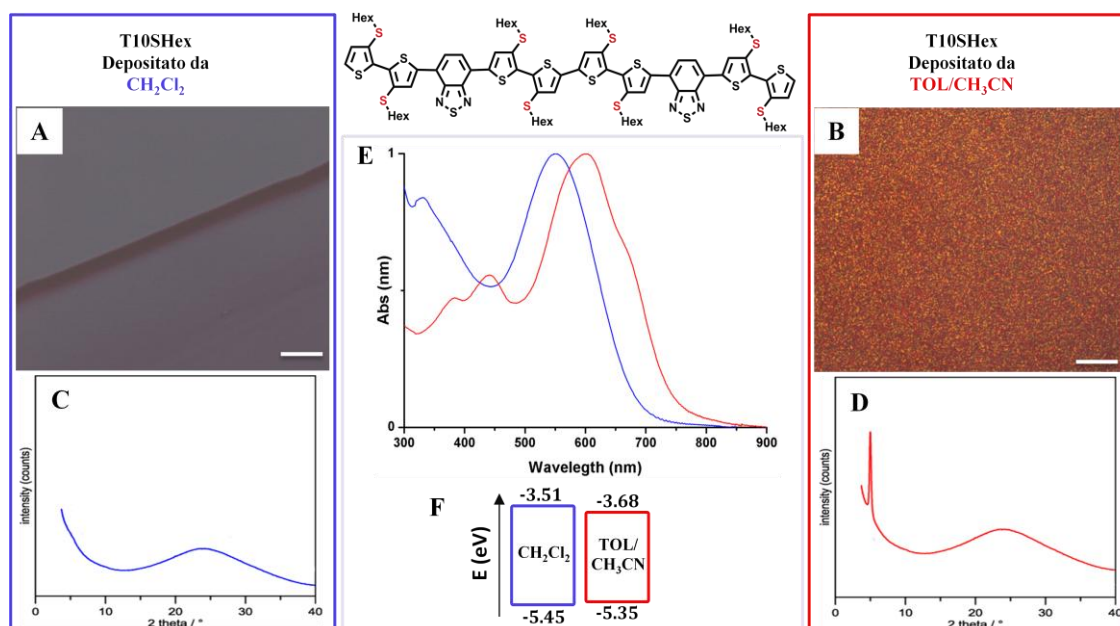 T10SHex
Depositato da
CH₂Cl₂
A
C
intensity (counts)
0 10 20 30 40
2 theta / °
Hex Hex Hex Hex
S S S S
S S S S S S
N N N N
S S S S S S
S S S S
Hex Hex Hex Hex
E
Abs (nm)
1
0
300 400 500 600 700 800 900
Wavelegth (nm)
F
E (eV)
-3.51 -3.68
CH₂Cl₂
TOL/
CH₃CN
-5.45 -5.35
T10SHex
Depositato da
TOL/CH₃CN
B
D
intensity (counts)
0 10 20 30 40
2 theta / °